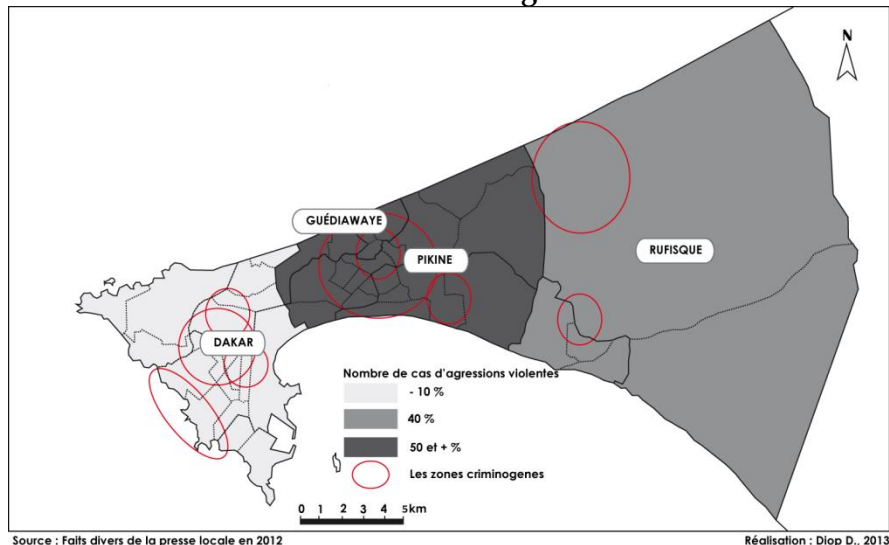 g
N
GUÉDIAWAYE
PIKINE
RUFISQUE
DAKAR
Nombre de cas d'agressions violentes
- 10 %
40 %
50 et + %
Les zones criminogenes
0 1 2 3 4 5km
Source : Faits divers de la presse locale en 2012
Réalisation : Diop D., 2013